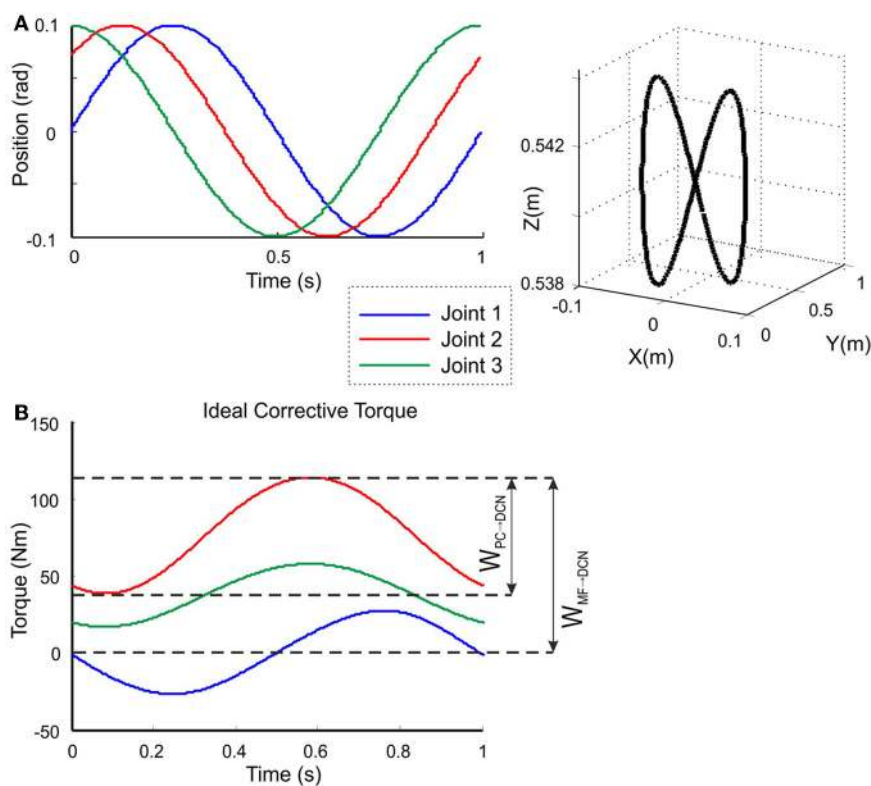 A
0.1
0
-0.1
Position (rad)
0
0.5
1
Time (s)
0.542
0.538
Z(m)
-0.1
0
0.1
X(m)
0
0.5
1
Y(m)
Joint 1
Joint 2
Joint 3
B
Ideal Corrective Torque
150
100
50
0
-50
Torque (Nm)
0
0.2
0.4
0.6
0.8
1
Time (s)
W PC→DCN
W MF→DCN